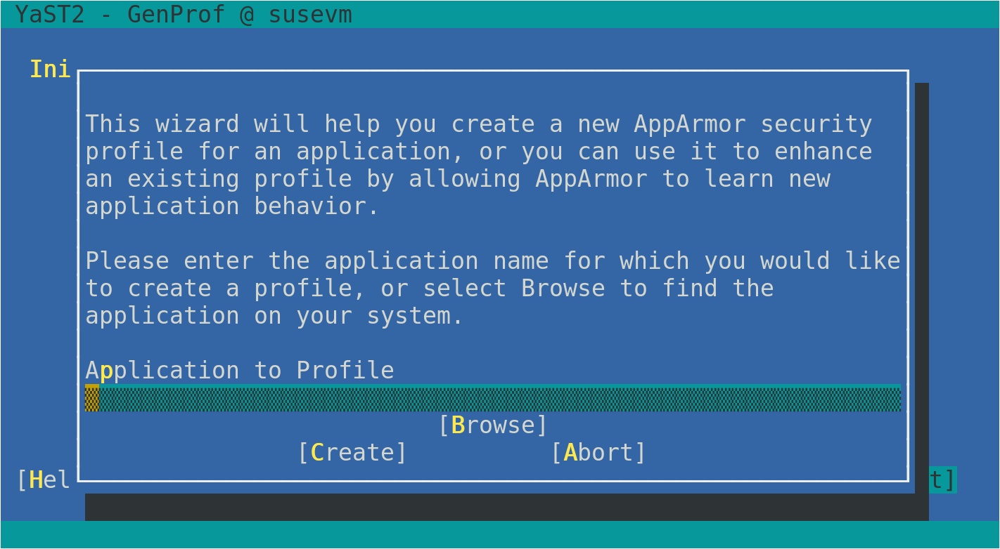 YaST2 - GenProf @ susevm
Ini
This wizard will help you create a new AppArmor security
profile for an application, or you can use it to enhance
an existing profile by allowing AppArmor to learn new
application behavior.
Please enter the application name for which you would like
to create a profile, or select Browse to find the
application on your system.
Application to Profile
[Browse]
[Create] [Abort]
[Hel t]